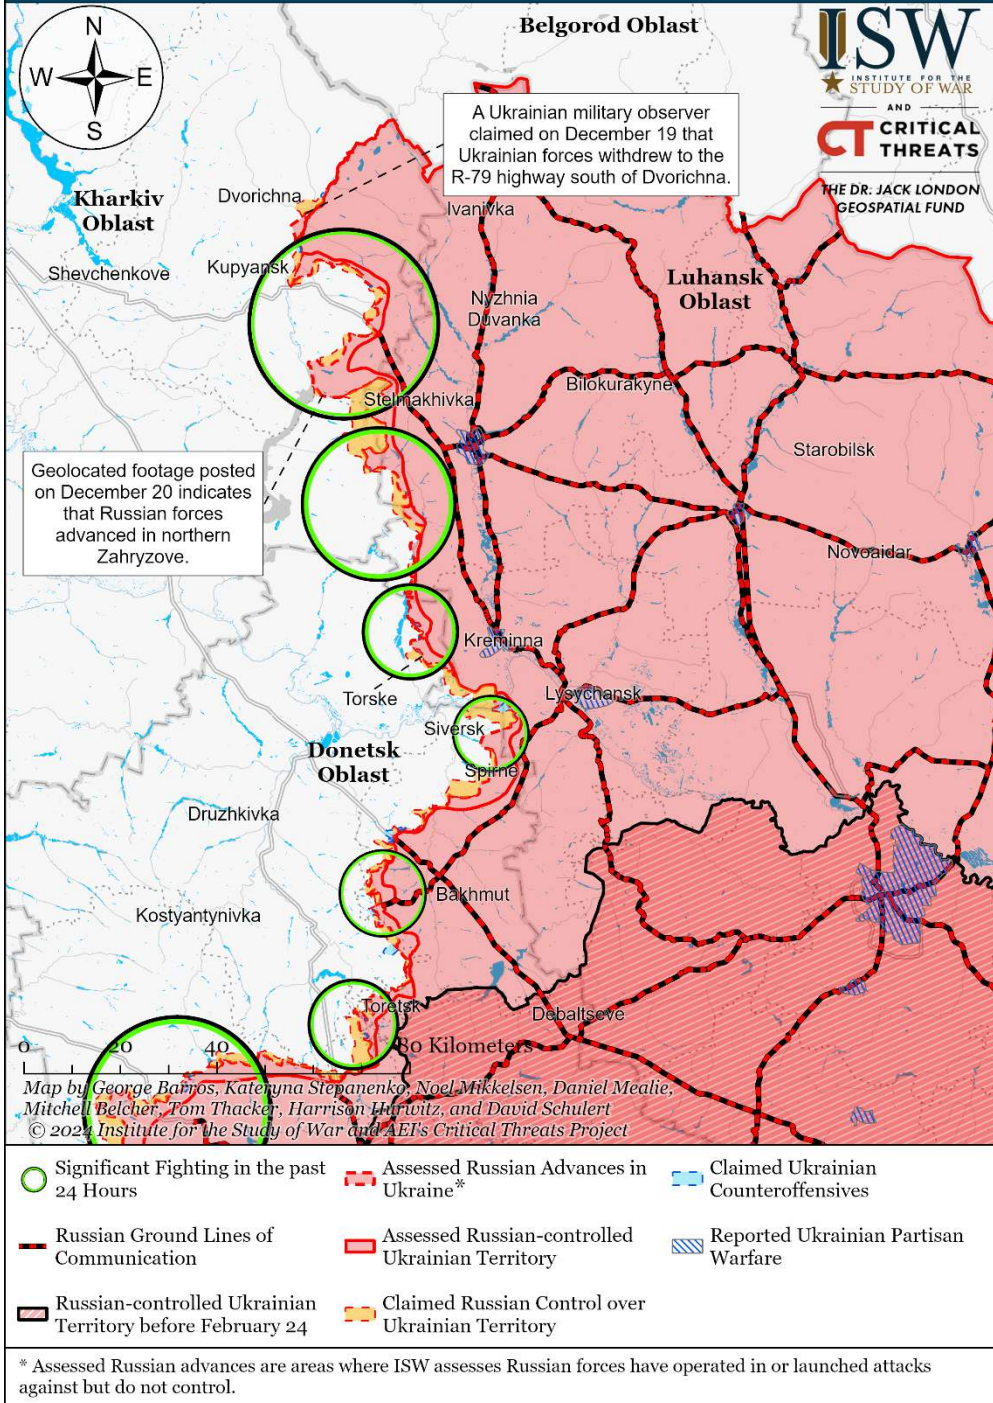 Belgorod Oblast
N
W E
S
ISW
INSTITUTE FOR THE
STUDY OF WAR
AND
CT CRITICAL
THREATS
THE DR. JACK LONDON
GEOSPATIAL FUND
A Ukrainian military observer
claimed on December 19 that
Ukrainian forces withdrew to the
R-79 highway south of Dvorichna.
Kharkiv
Oblast
Dvorichna
Ivanivka
Shevchenkove
Kupyansk
Luhansk
Oblast
Nyzhnia
Duvanka
Bilokurakyne
Stelmakhivka
Starobilsk
Geolocated footage posted
on December 20 indicates
that Russian forces
advanced in northern
Zahryzove.
Novoaidar
Kreminna
Torske
Lysychansk
Siversk
Donetsk
Oblast
Spirne
Druzhkivka
Bakhmut
Kostyantynivka
Toretsk
Debaltseve
0 20 40 80 Kilometers
Map by George Barros, Kateryna Stepanenko, Noel Mikkelsen, Daniel Mealie,
Mitchell Belcher, Tom Thacker, Harrison Hurwitz, and David Schulert
© 2024 Institute for the Study of War and AEI's Critical Threats Project
Significant Fighting in the past
24 Hours
Russian Ground Lines of
Communication
Russian-controlled Ukrainian
Territory before February 24
Assessed Russian Advances in
Ukraine*
Assessed Russian-controlled
Ukrainian Territory
Claimed Russian Control over
Ukrainian Territory
Claimed Ukrainian
Counteroffensives
Reported Ukrainian Partisan
Warfare
* Assessed Russian advances are areas where ISW assesses Russian forces have operated in or launched attacks
against but do not control.